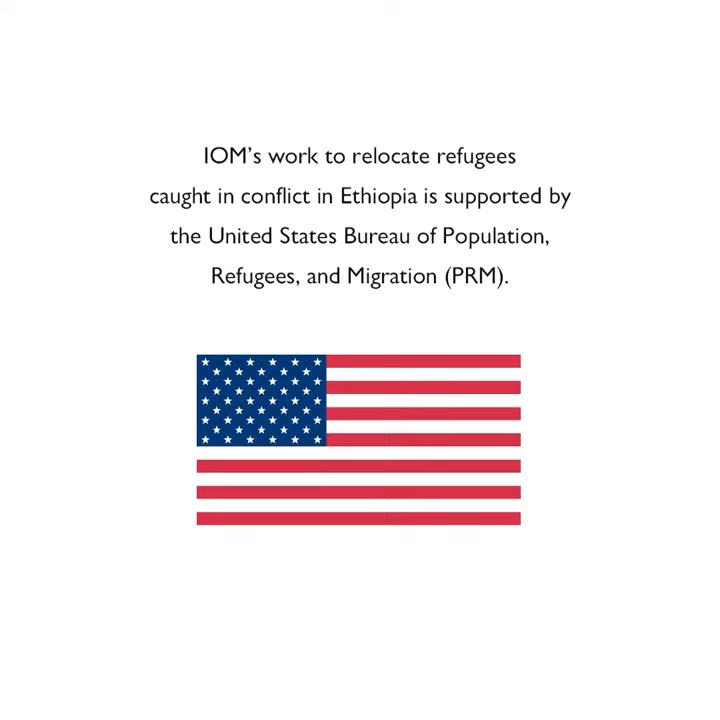 IOM’s work to relocate refugees
caught in conflict in Ethiopia is supported by
the United States Bureau of Population,
Refugees, and Migration (PRM).